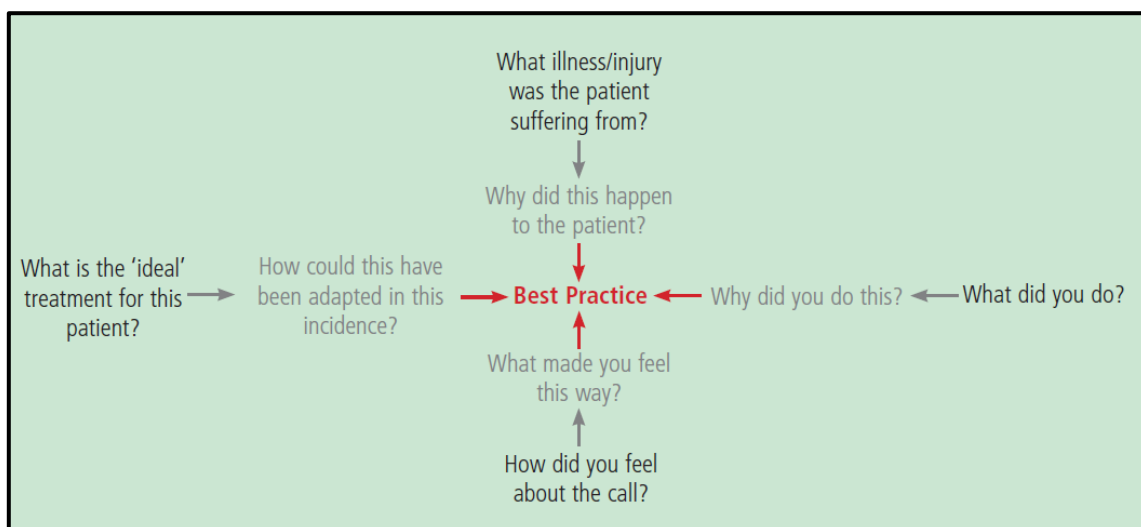 What illness/injury
was the patient
suffering from?
Why did this happen
to the patient?
What is the ‘ideal’
treatment for this
patient?
How could this have
been adapted in this
incidence?
Best Practice
Why did you do this?
What did you do?
What made you feel
this way?
How did you feel
about the call?